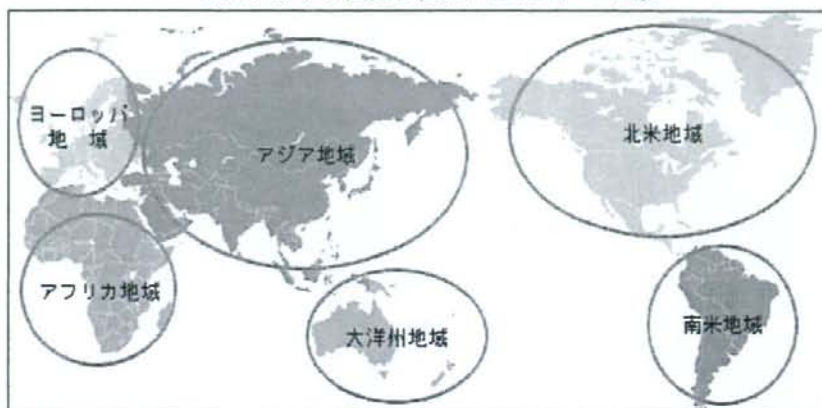 ヨーロッパ
地 域
アジア地域
北米地域
アフリカ地域
大洋州地域
南米地域